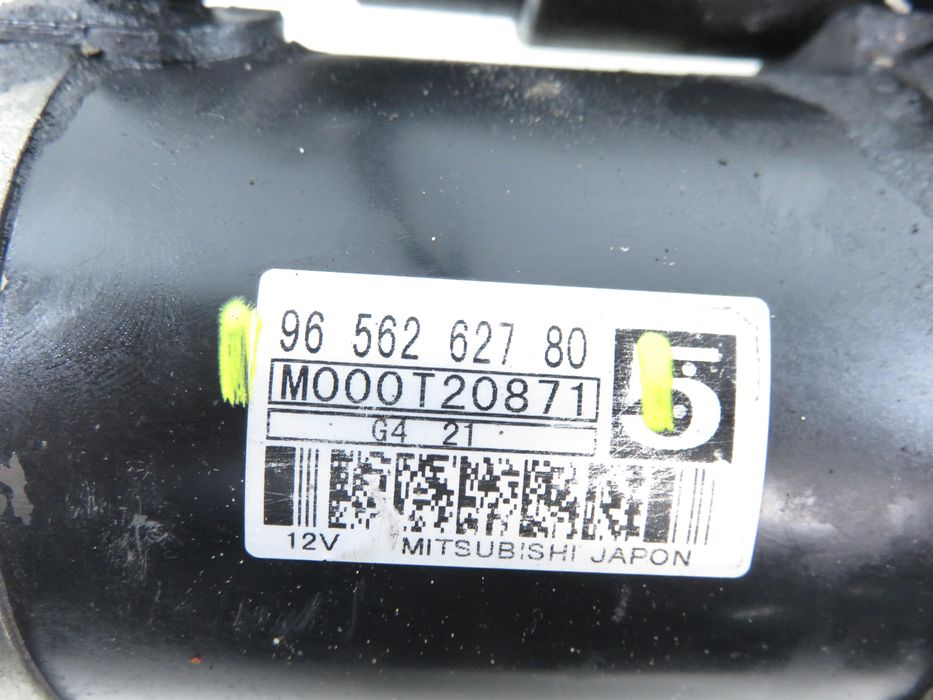 96 562 627 80
M000T20871
5
G4 21
12V MITSUBISHI JAPON